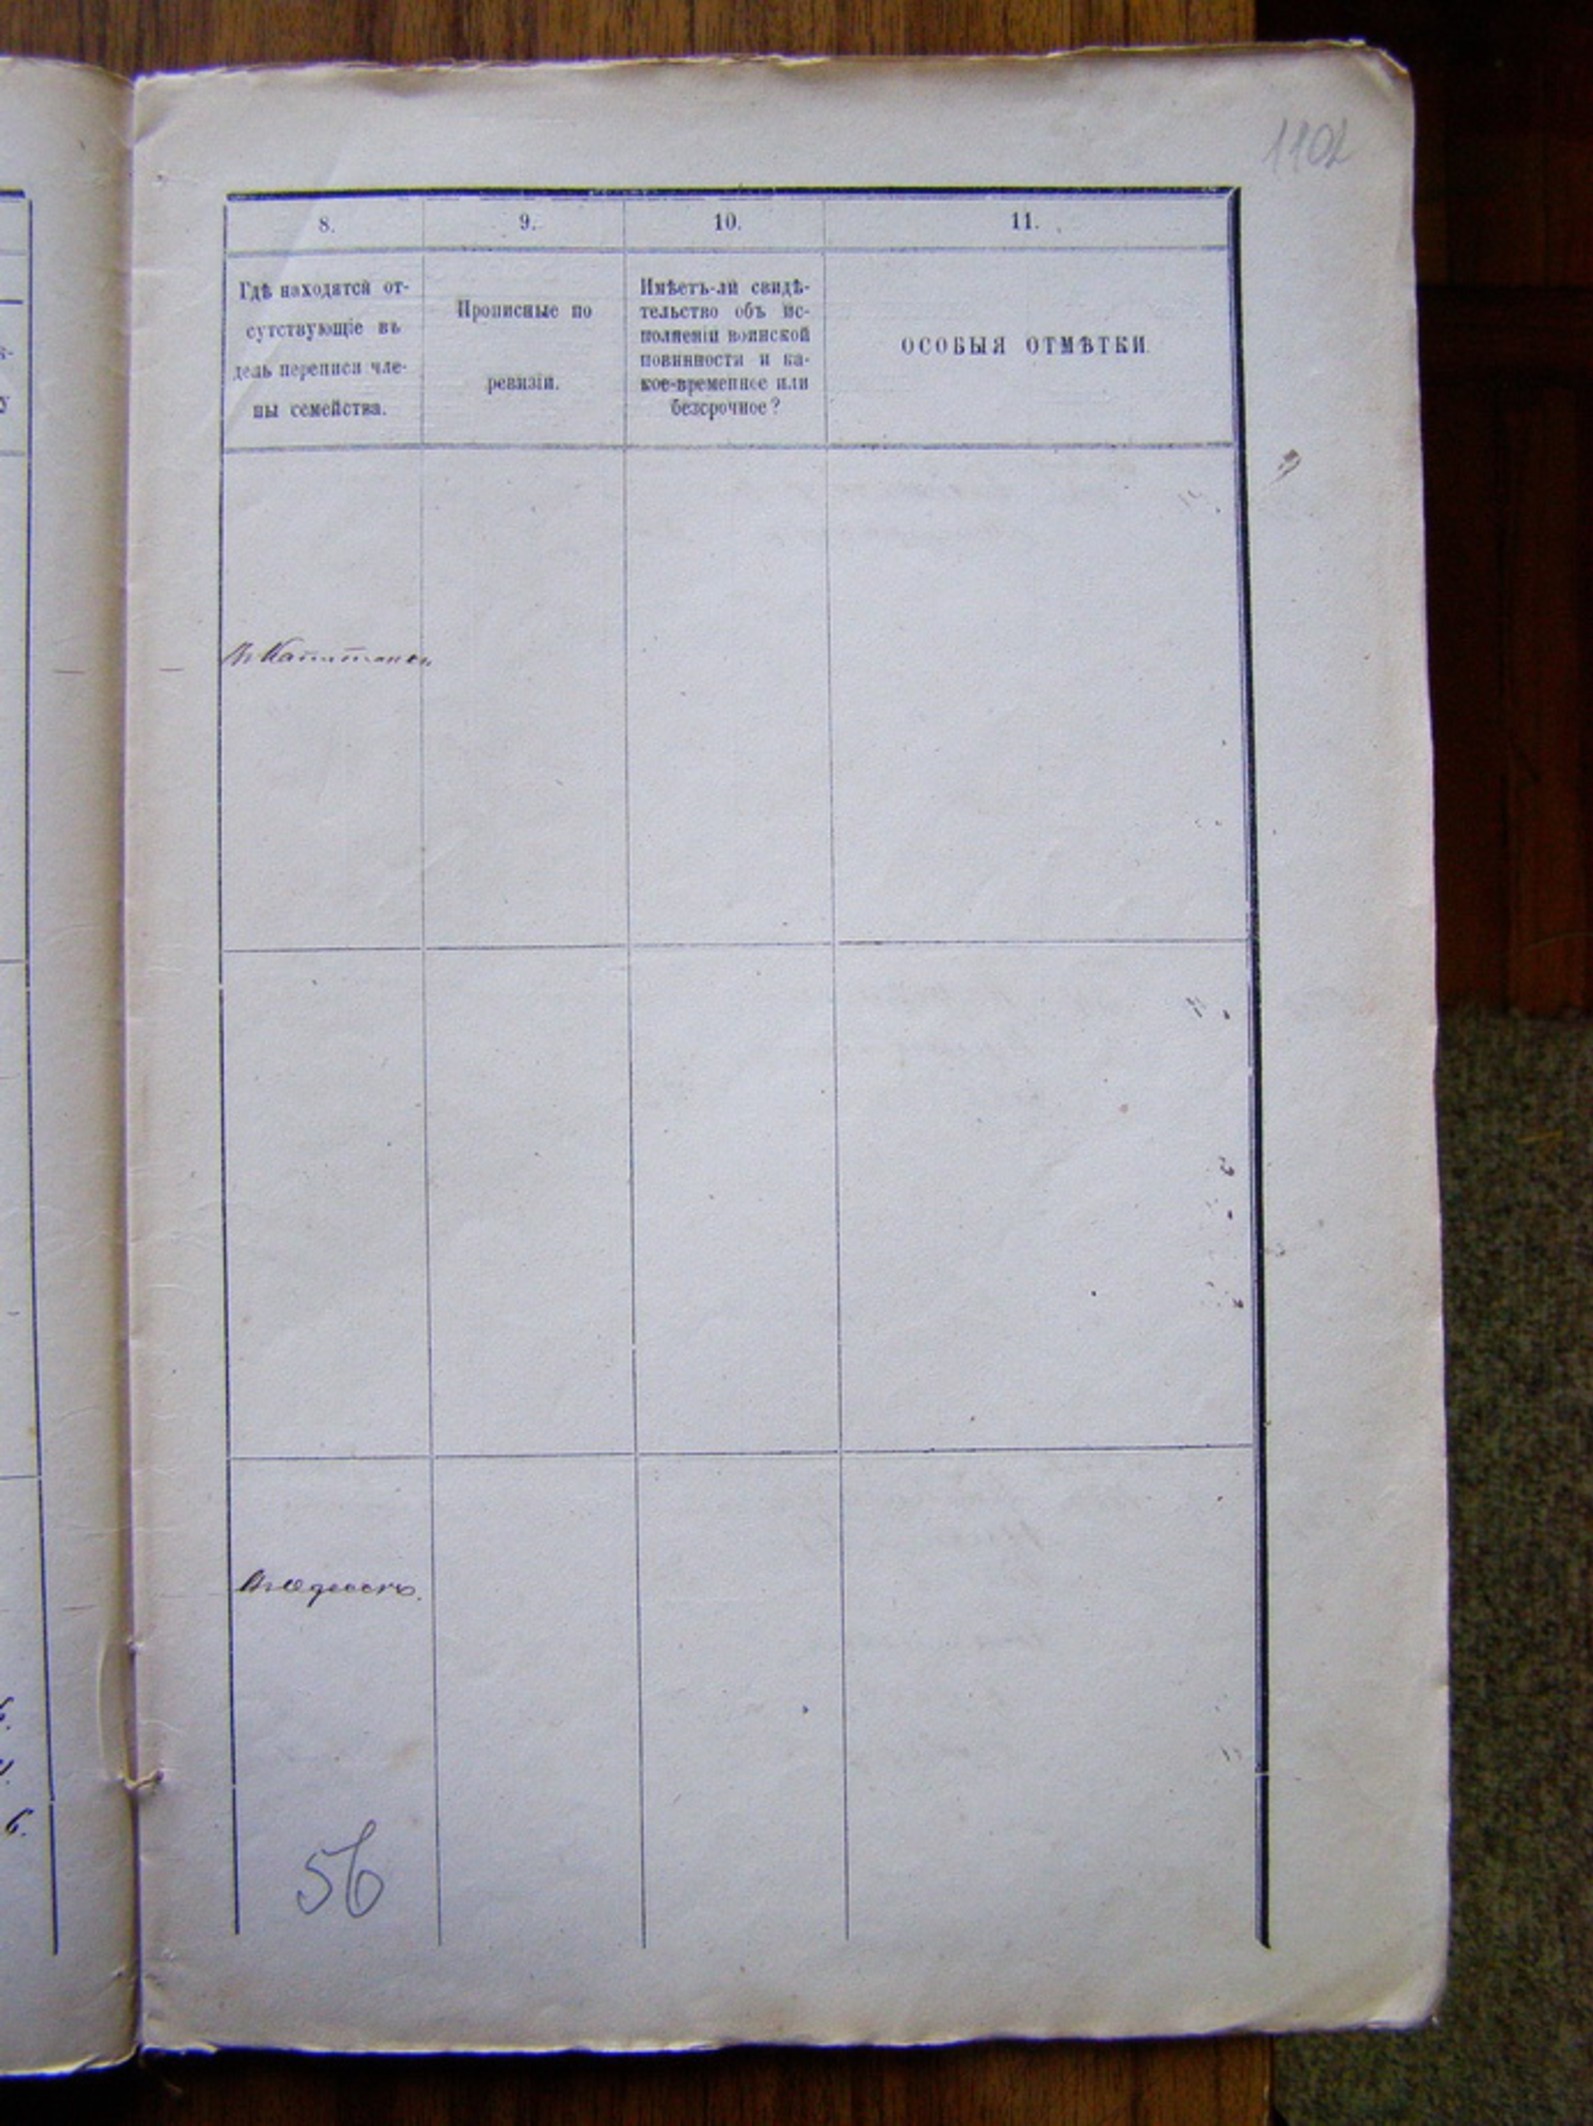 1102
8. 9. 10. 11.
Гдѣ находятся от-
сутствующіе въ
день переписи чле-
ны семейства.
Прописные по
ревизіи.
Имѣетъ-ли свидѣ-
тельство объ ис-
полненіи воинской
повинности и ка-
кое-временное или
безсрочное?
ОСОБЫЯ ОТМѢТКИ.
Въ
Въ Одессѣ.
56
6.